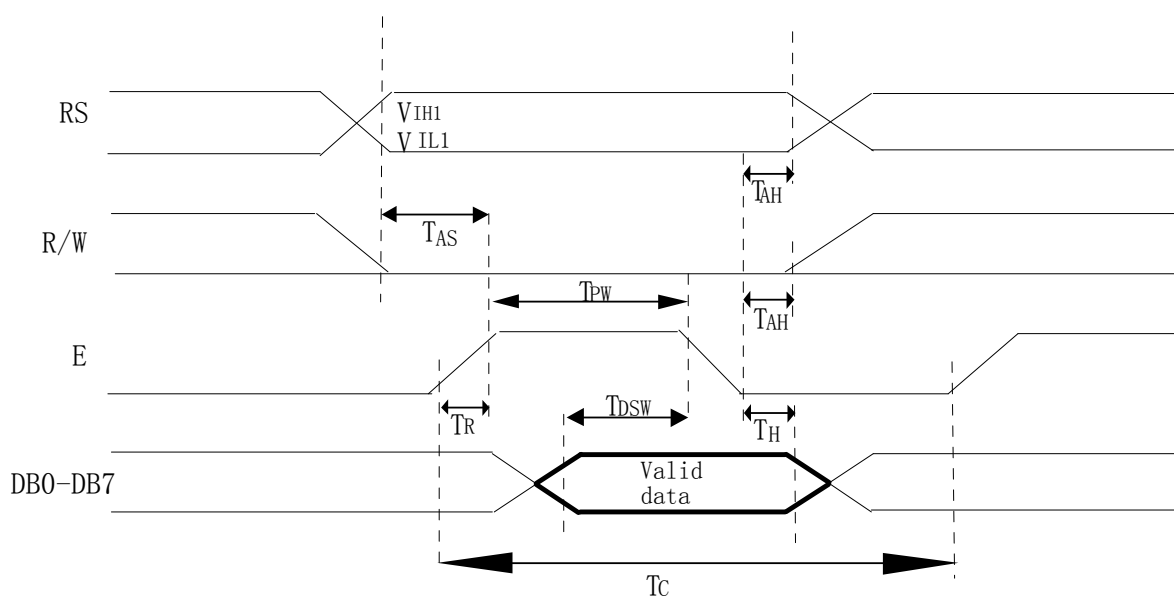 RS
VIH1
VIL1
TAH
TAS
R/W
TPW
TAH
E
TDSW
TR
TH
DB0-DB7
Valid
data
TC